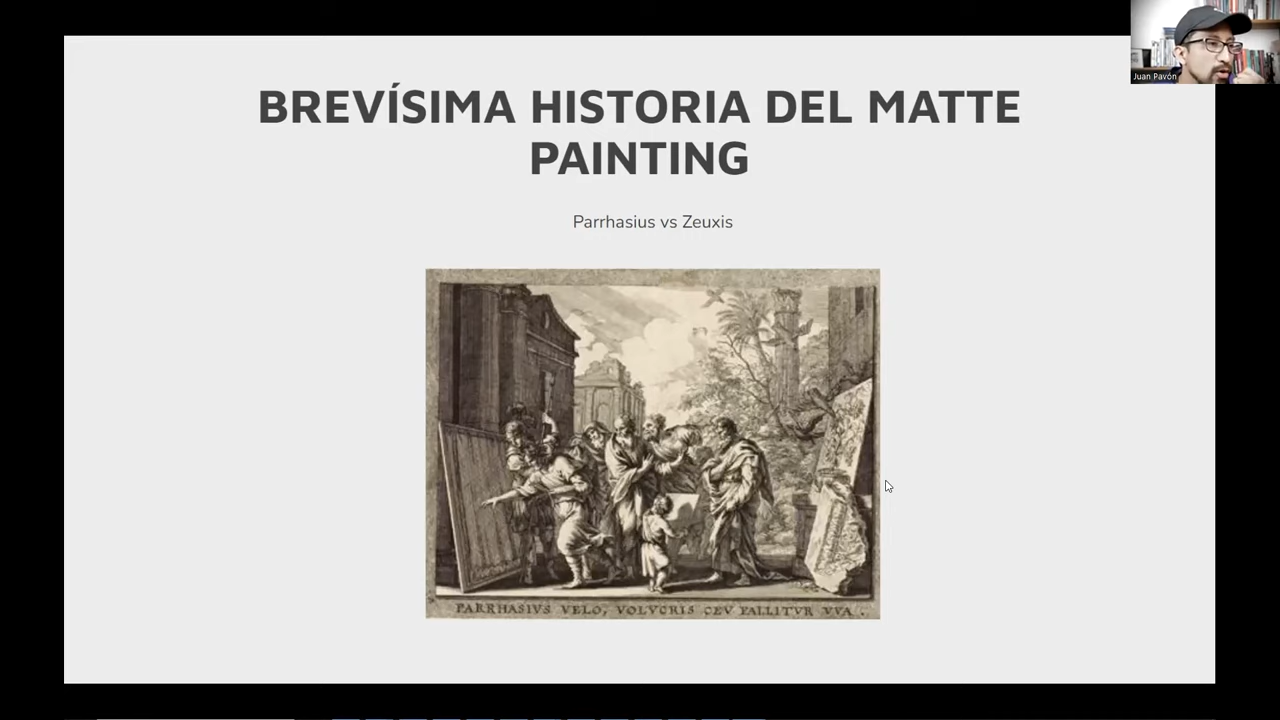 BREVÍSIMA HISTORIA DEL MATTE
PAINTING
Parrhasius vs Zeuxis
PARRHASIVS VELO, VOLVCRIS CEV FALLITVR VVA .
Juan Pavón